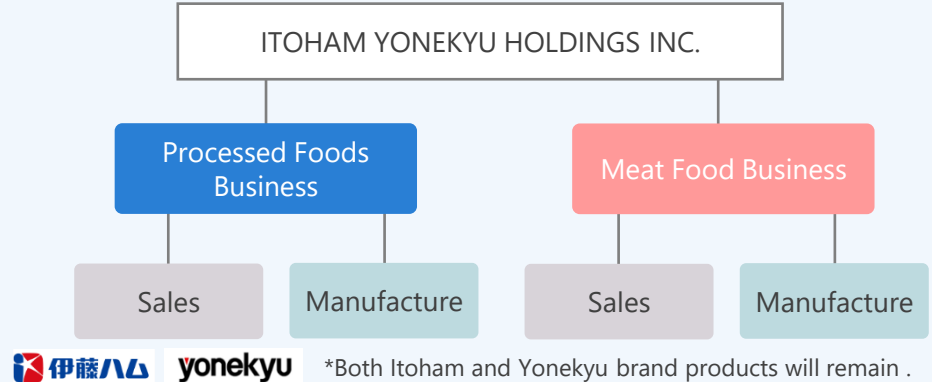 ITOHAM YONEKYU HOLDINGS INC.
Processed Foods
Business
Meat Food Business
Sales
Manufacture
Sales
Manufacture
伊藤ハム
yonekyu
*Both Itoham and Yonekyu brand products will remain .